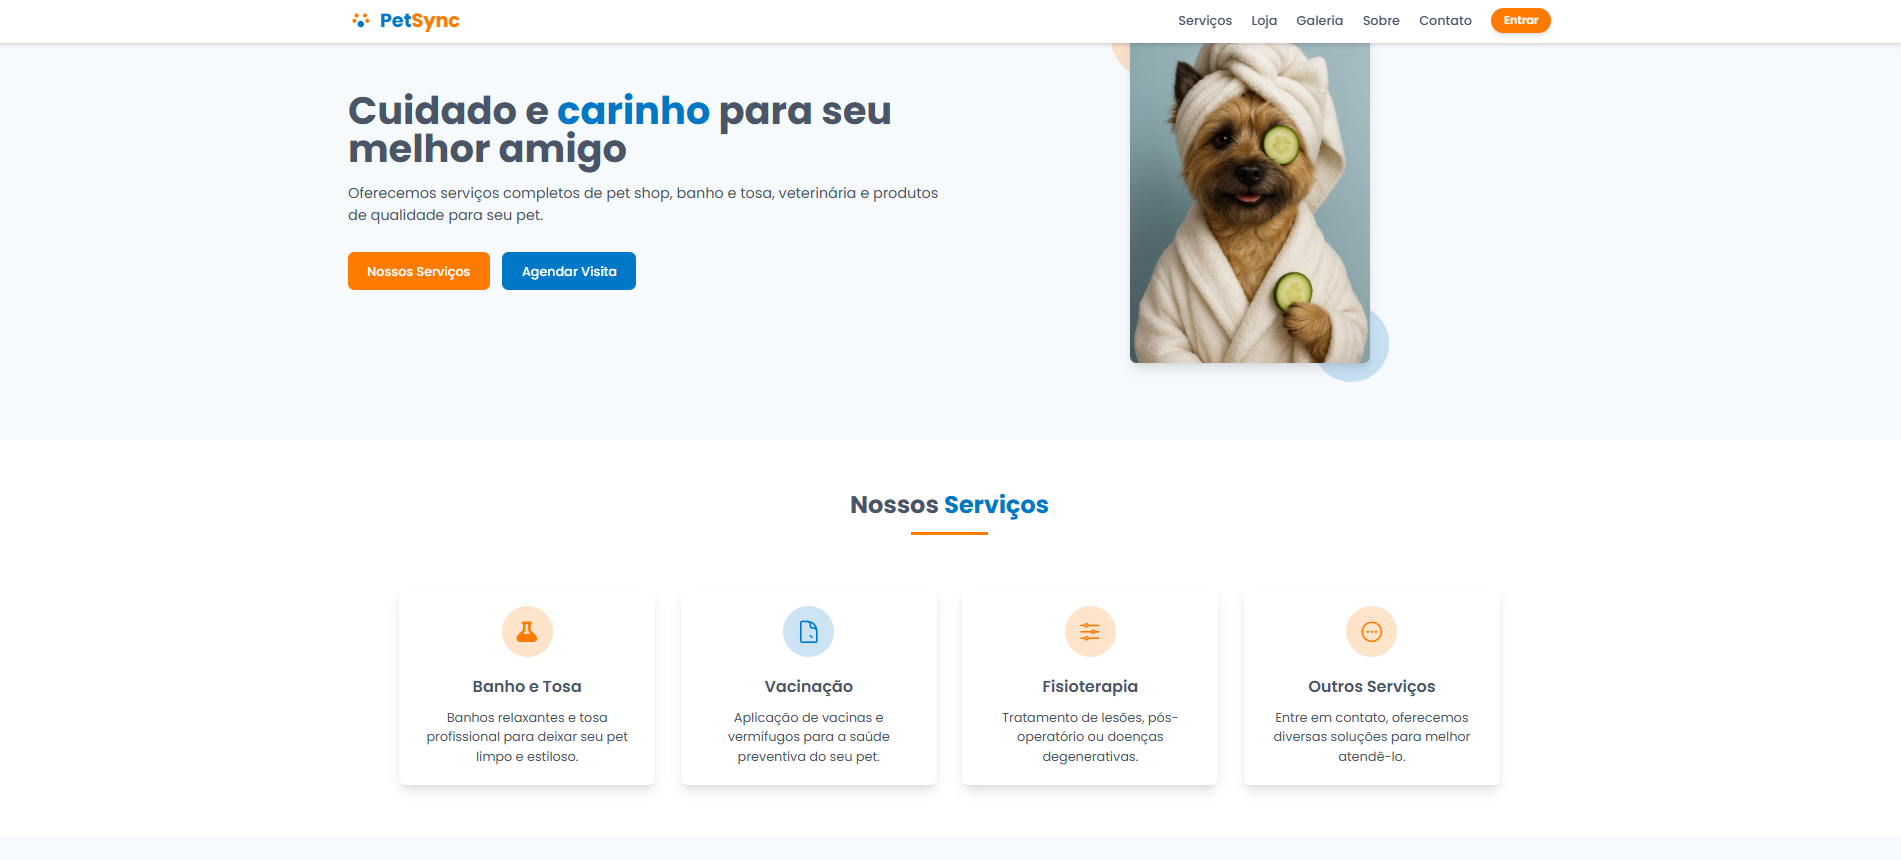 PetSync
Serviços
Loja
Galeria
Sobre
Contato
Entrar
Cuidado e carinho para seu
melhor amigo
Oferecemos serviços completos de pet shop, banho e tosa, veterinária e produtos
de qualidade para seu pet.
Nossos Serviços
Agendar Visita
Nossos Serviços
Banho e Tosa
Banhos relaxantes e tosa
profissional para deixar seu pet
limpo e estiloso.
Vacinação
Aplicação de vacinas e
vermífugos para a saúde
preventiva do seu pet.
Fisioterapia
Tratamento de lesões, pós-
operatório ou doenças
degenerativas.
Outros Serviços
Entre em contato, oferecemos
diversas soluções para melhor
atendê-lo.